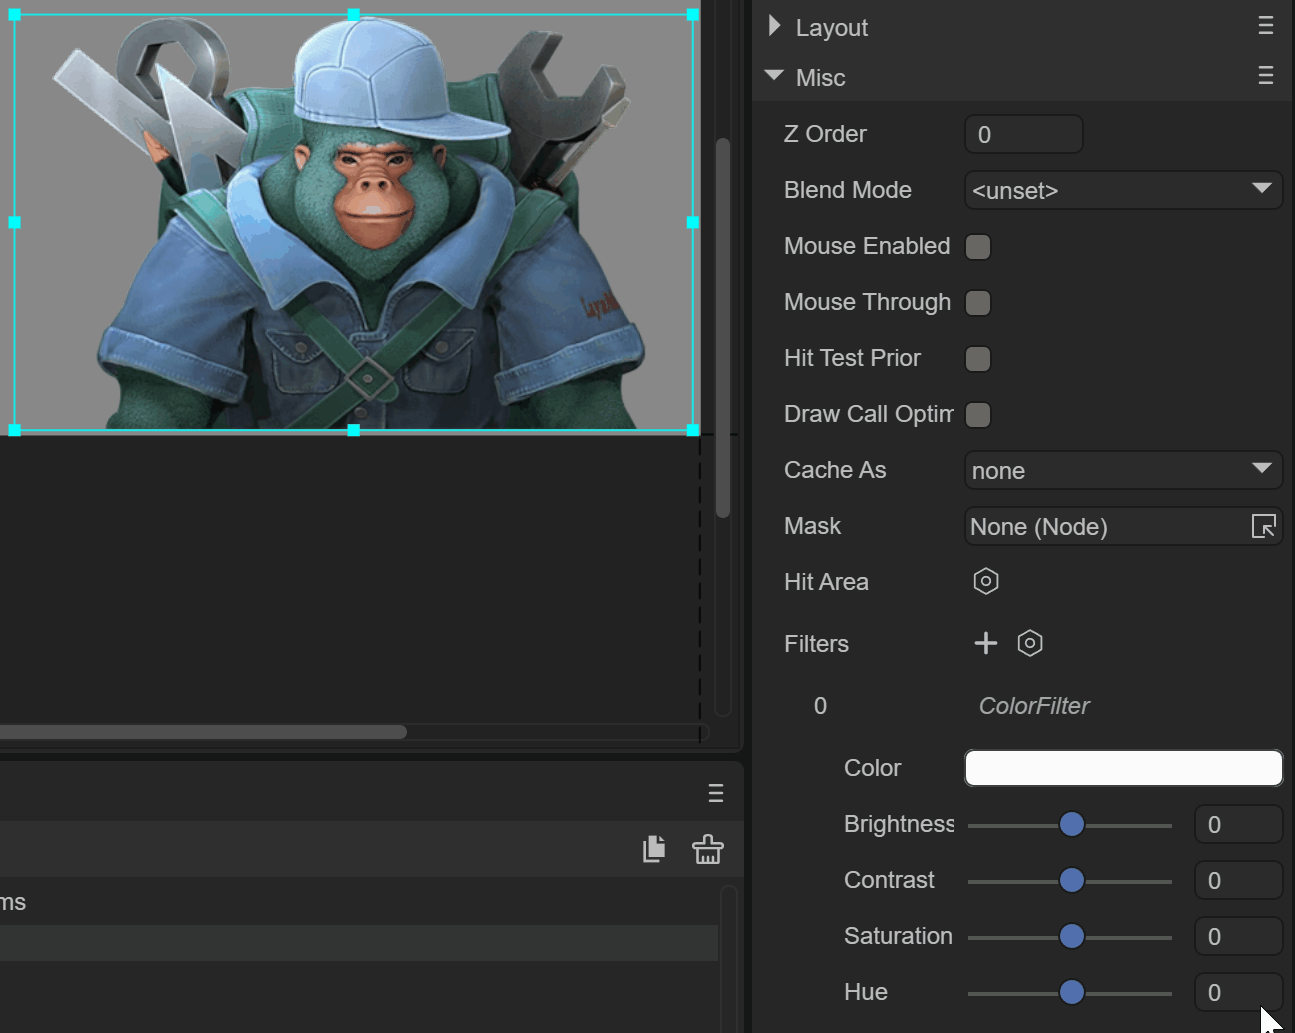 Layout
Misc
Z Order 0
Blend Mode <unset>
Mouse Enabled
Mouse Through
Hit Test Prior
Draw Call Optim
Cache As none
Mask None (Node)
Hit Area
Filters
0 ColorFilter
Color
Brightness 0
Contrast 0
Saturation 0
Hue 0
ms